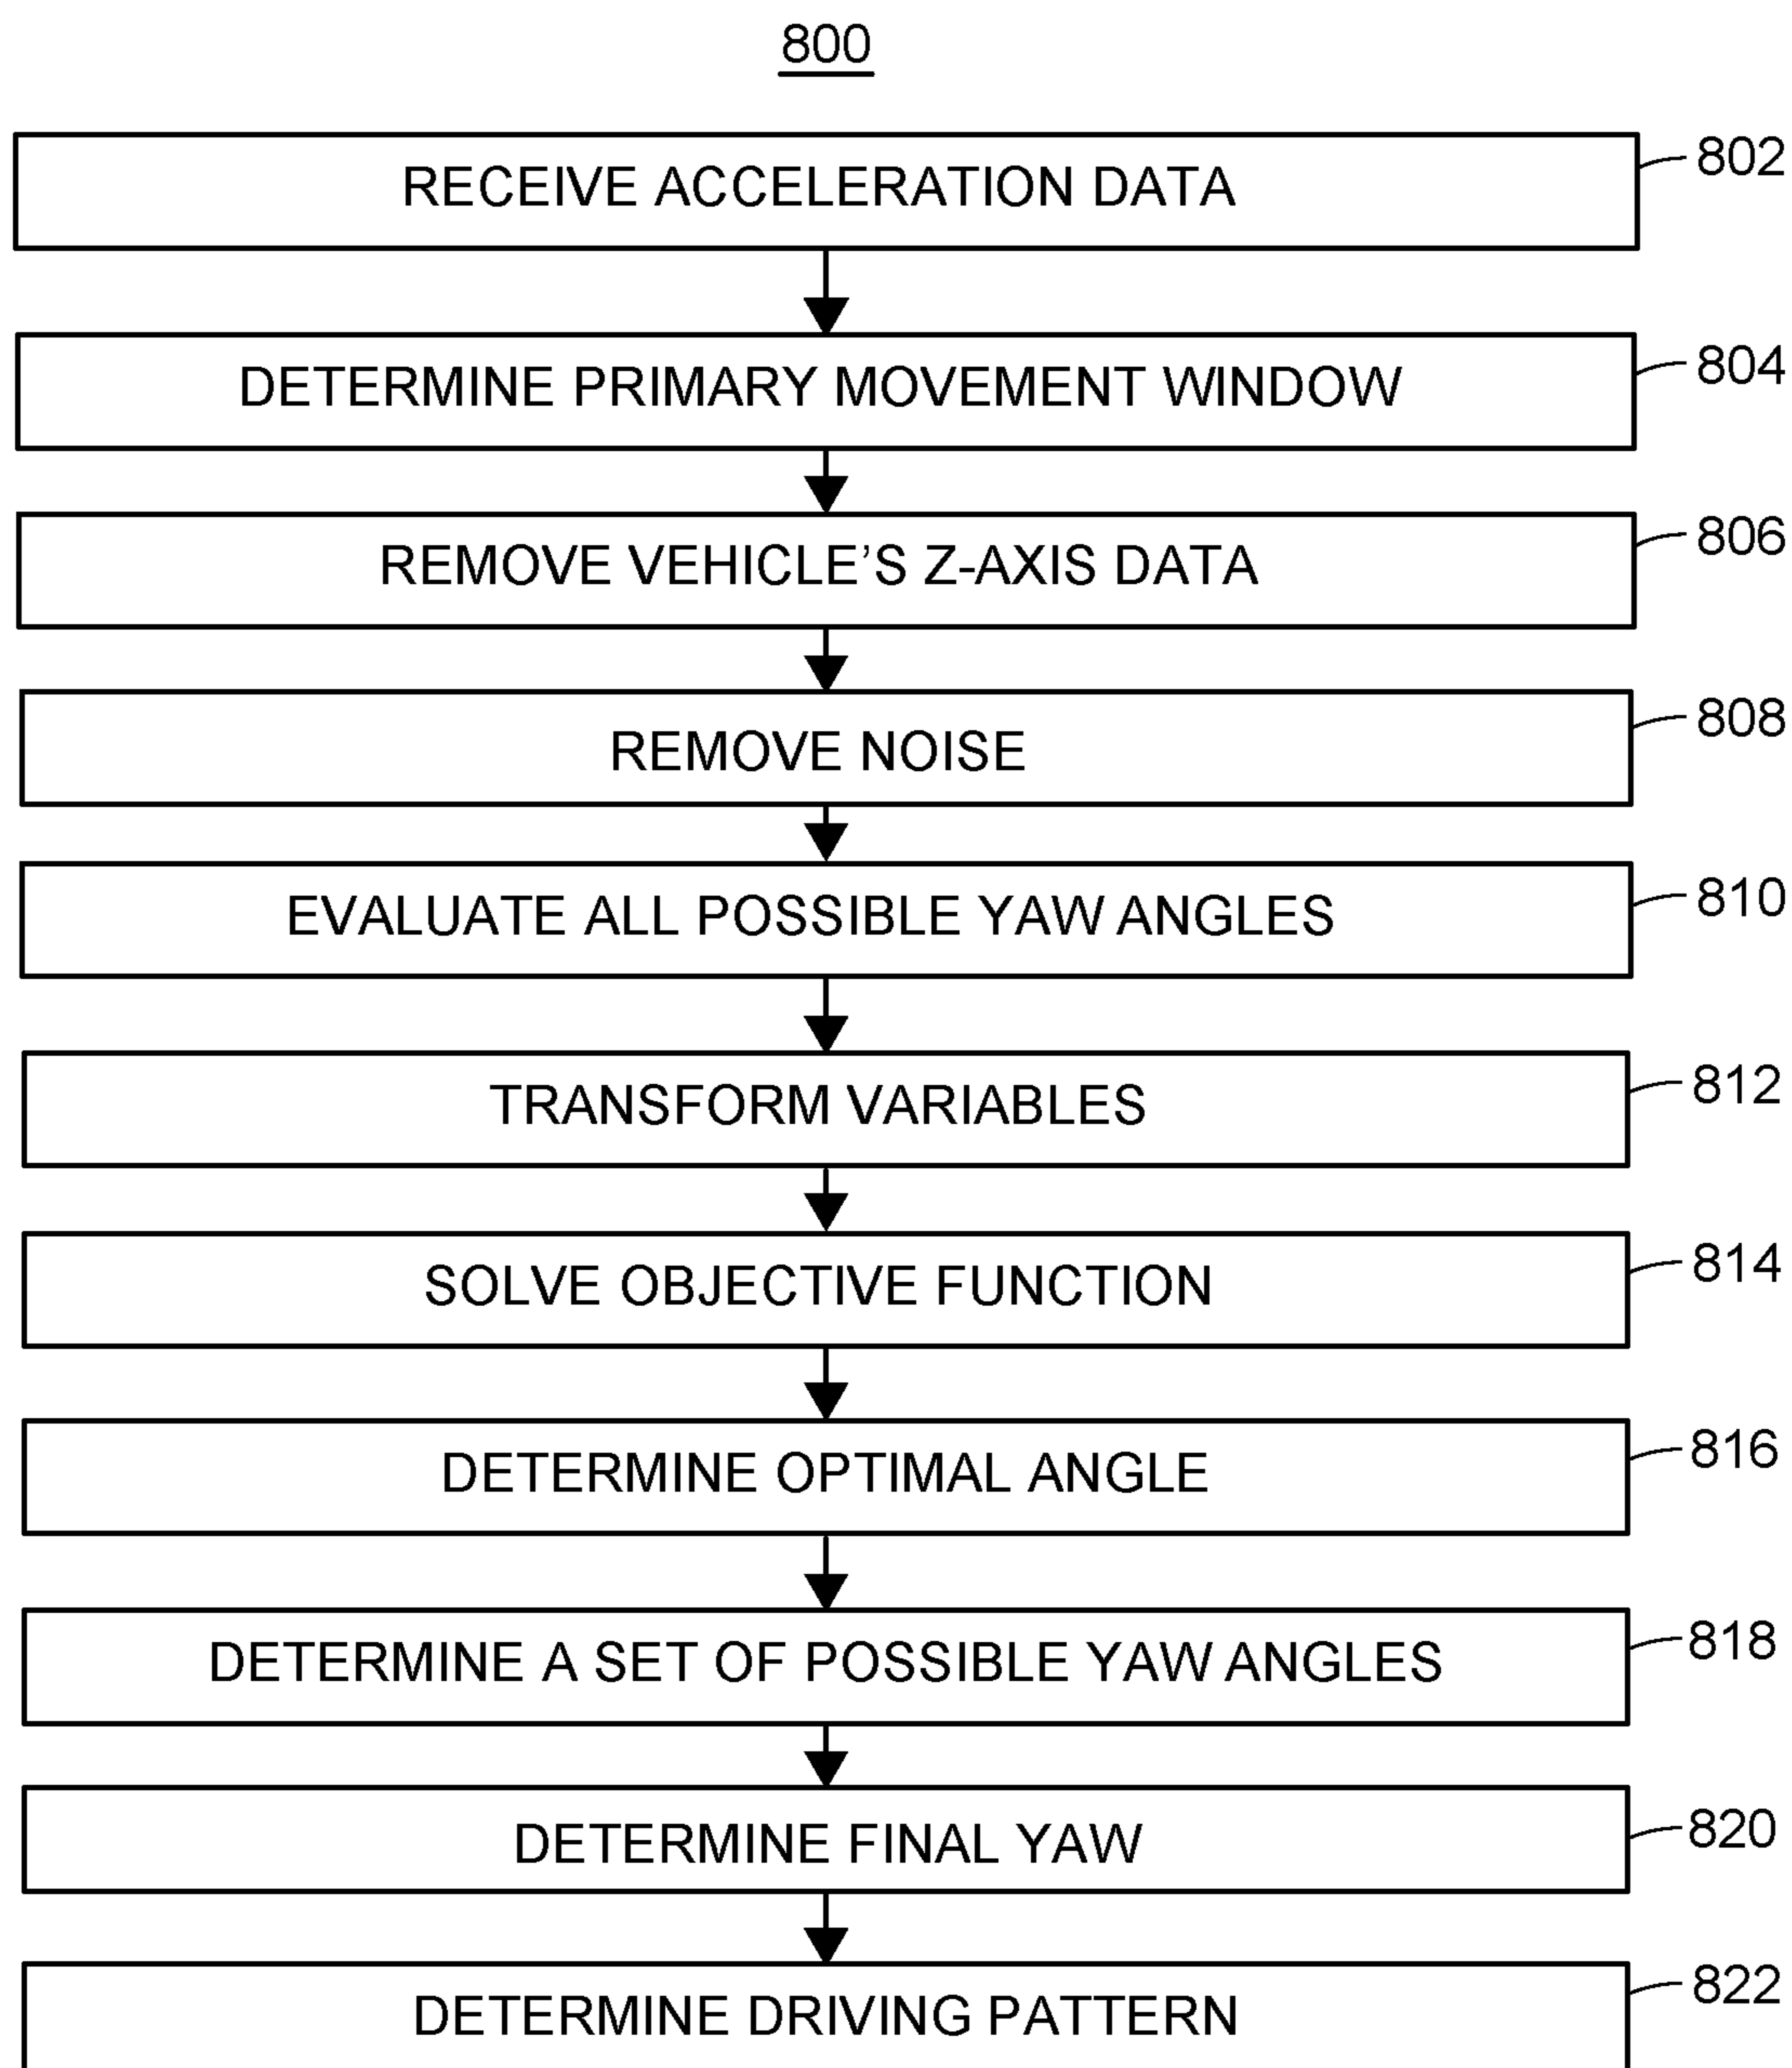 800
RECEIVE ACCELERATION DATA
802
DETERMINE PRIMARY MOVEMENT WINDOW
804
REMOVE VEHICLE’S Z-AXIS DATA
806
REMOVE NOISE
808
EVALUATE ALL POSSIBLE YAW ANGLES
810
TRANSFORM VARIABLES
812
SOLVE OBJECTIVE FUNCTION
814
DETERMINE OPTIMAL ANGLE
816
DETERMINE A SET OF POSSIBLE YAW ANGLES
818
DETERMINE FINAL YAW
820
DETERMINE DRIVING PATTERN
822